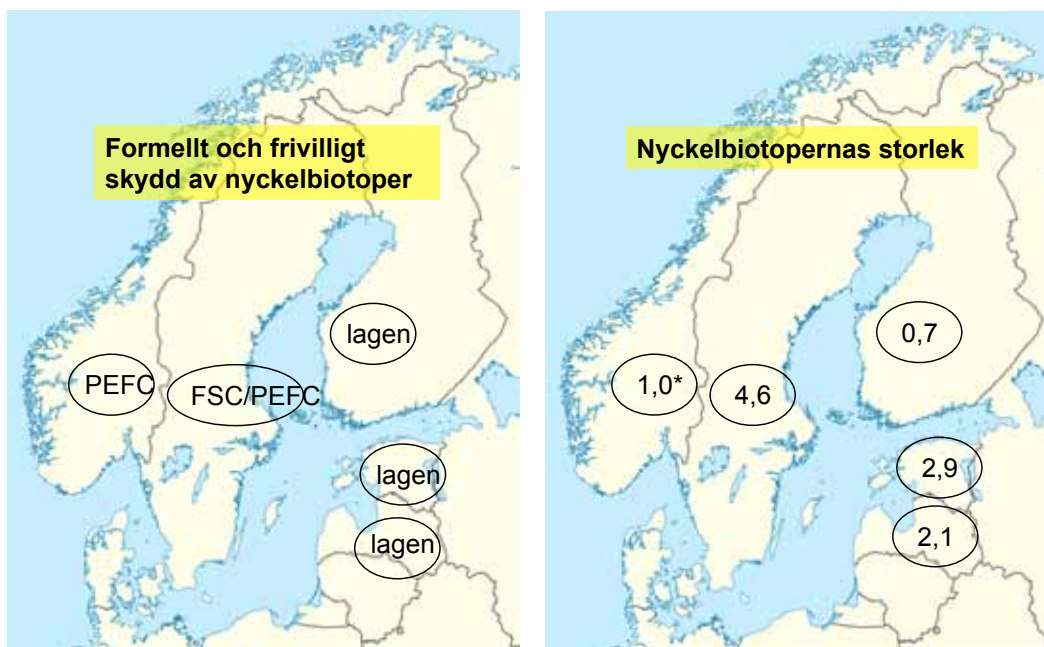 Formellt och frivilligt
skydd av nyckelbiotoper
lagen
PEFC
FSC/PEFC
lagen
lagen
Nyckelbiotopernas storlek
0,7
1,0*
4,6
2,9
2,1